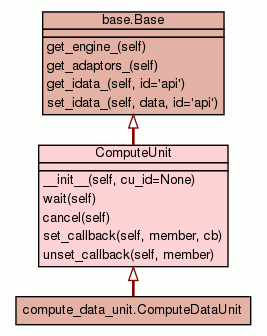 base.Base
get_engine_(self)
get_adaptors_(self)
get_idata_(self, id='api')
set_idata_(self, data, id='api')
ComputeUnit
__init__(self, cu_id=None)
wait(self)
cancel(self)
set_callback(self, member, cb)
unset_callback(self, member)
compute_data_unit.ComputeDataUnit